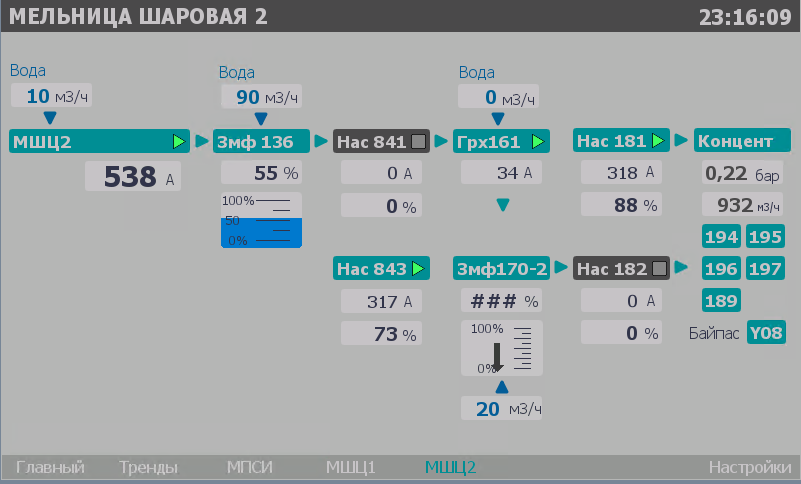 МЕЛЬНИЦА ШАРОВАЯ 2 23:16:09
Вода Вода Вода
10 м3/ч 90 м3/ч 0 м3/ч
МШЦ2 Змф 136 Нас 841 Грх161 Нас 181 Концент
538 А 55 % 0 А 34 А 318 А 0,22 бар
100% 0 % 88 % 932 м3/ч
50 194 195
0%
Нас 843 Змф170-2 Нас 182 196 197
317 А ### % 0 А 189
73 % 100% 0 % Байпас Y08
0%
20 м3/ч
Главный Тренды МПСИ МШЦ1 МШЦ2 Настройки